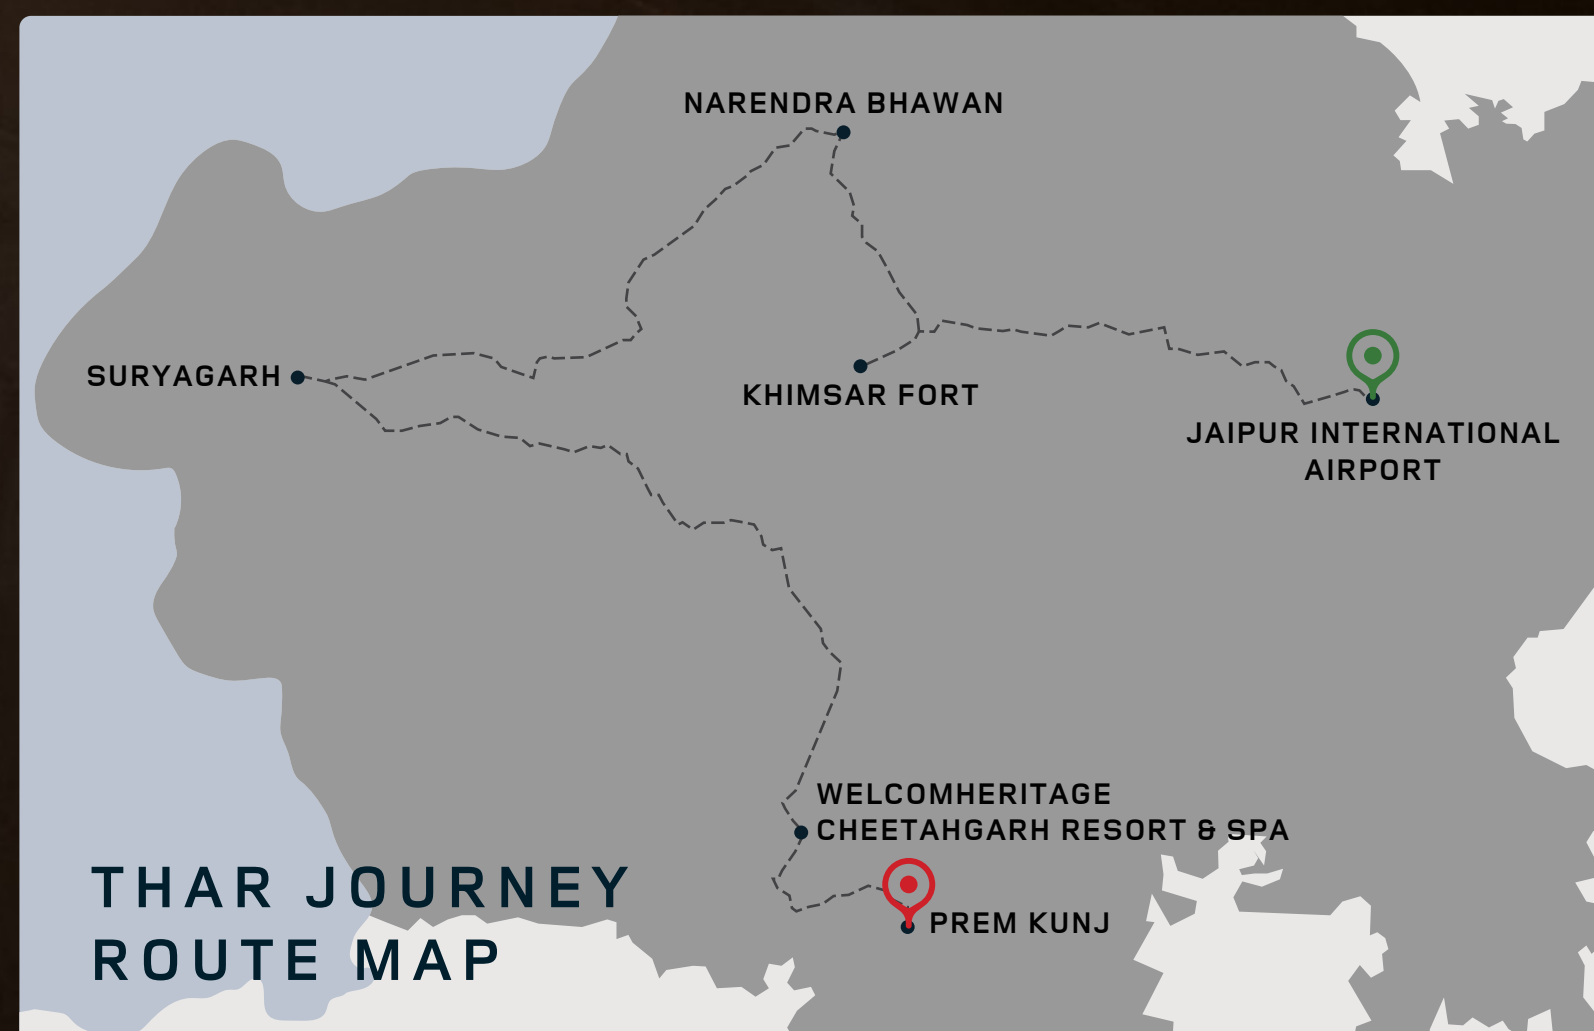 NARENDRA BHAWAN
SURYAGARH
KHIMSAR FORT
JAIPUR INTERNATIONAL
AIRPORT
WELCOMHERITAGE
CHEETAHGARH RESORT & SPA
PREM KUNJ
THAR JOURNEY
ROUTE MAP